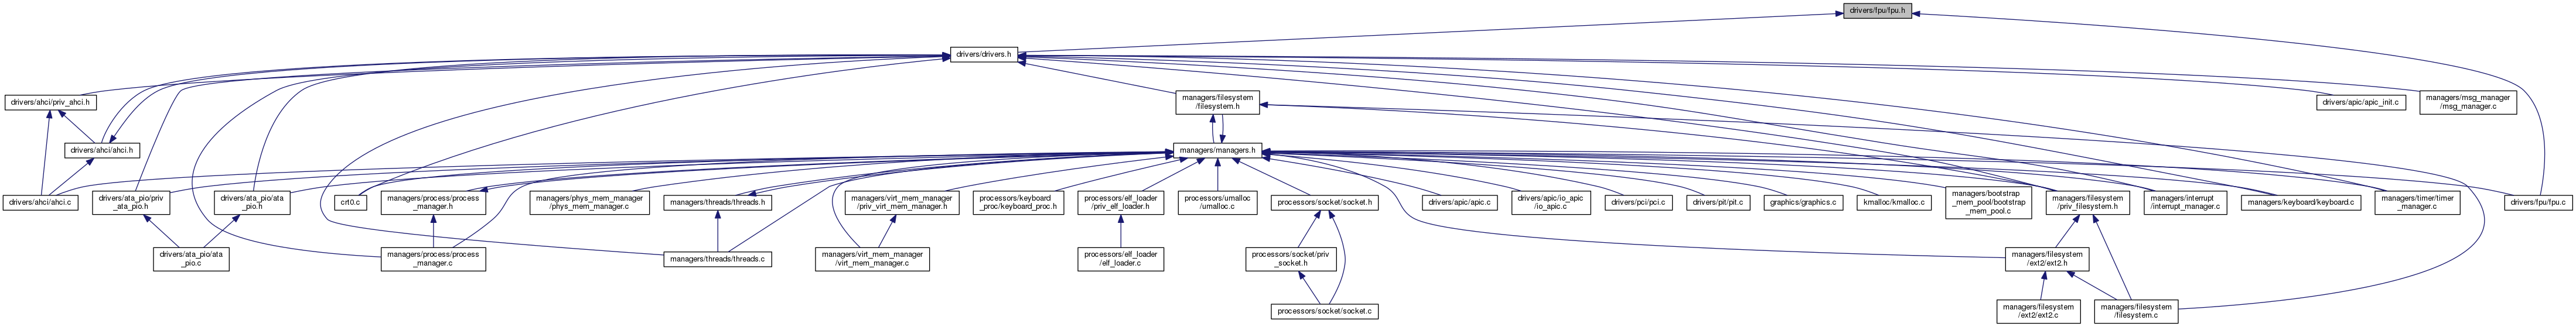 drivers/fpu/fpu.h
drivers/drivers.h
drivers/ahci/priv_ahci.h
managers/filesystem
/filesystem.h
drivers/apic/apic_init.c
managers/msg_manager
/msg_manager.c
drivers/ahci/ahci.h
managers/managers.h
drivers/ahci/ahci.c
drivers/ata_pio/priv
_ata_pio.h
drivers/ata_pio/ata
_pio.h
crt0.c
managers/process/process
_manager.h
managers/phys_mem_manager
/phys_mem_manager.c
managers/threads/threads.h
managers/virt_mem_manager
/priv_virt_mem_manager.h
processors/keyboard
_proc/keyboard_proc.h
processors/elf_loader
/priv_elf_loader.h
processors/umalloc
/umalloc.c
processors/socket/socket.h
drivers/apic/apic.c
drivers/apic/io_apic
/io_apic.c
drivers/pci/pci.c
drivers/pit/pit.c
graphics/graphics.c
kmalloc/kmalloc.c
managers/bootstrap
_mem_pool/bootstrap
_mem_pool.c
managers/filesystem
/priv_filesystem.h
managers/interrupt
/interrupt_manager.c
managers/keyboard/keyboard.c
managers/timer/timer
_manager.c
drivers/fpu/fpu.c
drivers/ata_pio/ata
_pio.c
managers/process/process
_manager.c
managers/threads/threads.c
managers/virt_mem_manager
/virt_mem_manager.c
processors/elf_loader
/elf_loader.c
processors/socket/priv
_socket.h
managers/filesystem
/ext2/ext2.h
processors/socket/socket.c
managers/filesystem
/ext2/ext2.c
managers/filesystem
/filesystem.c